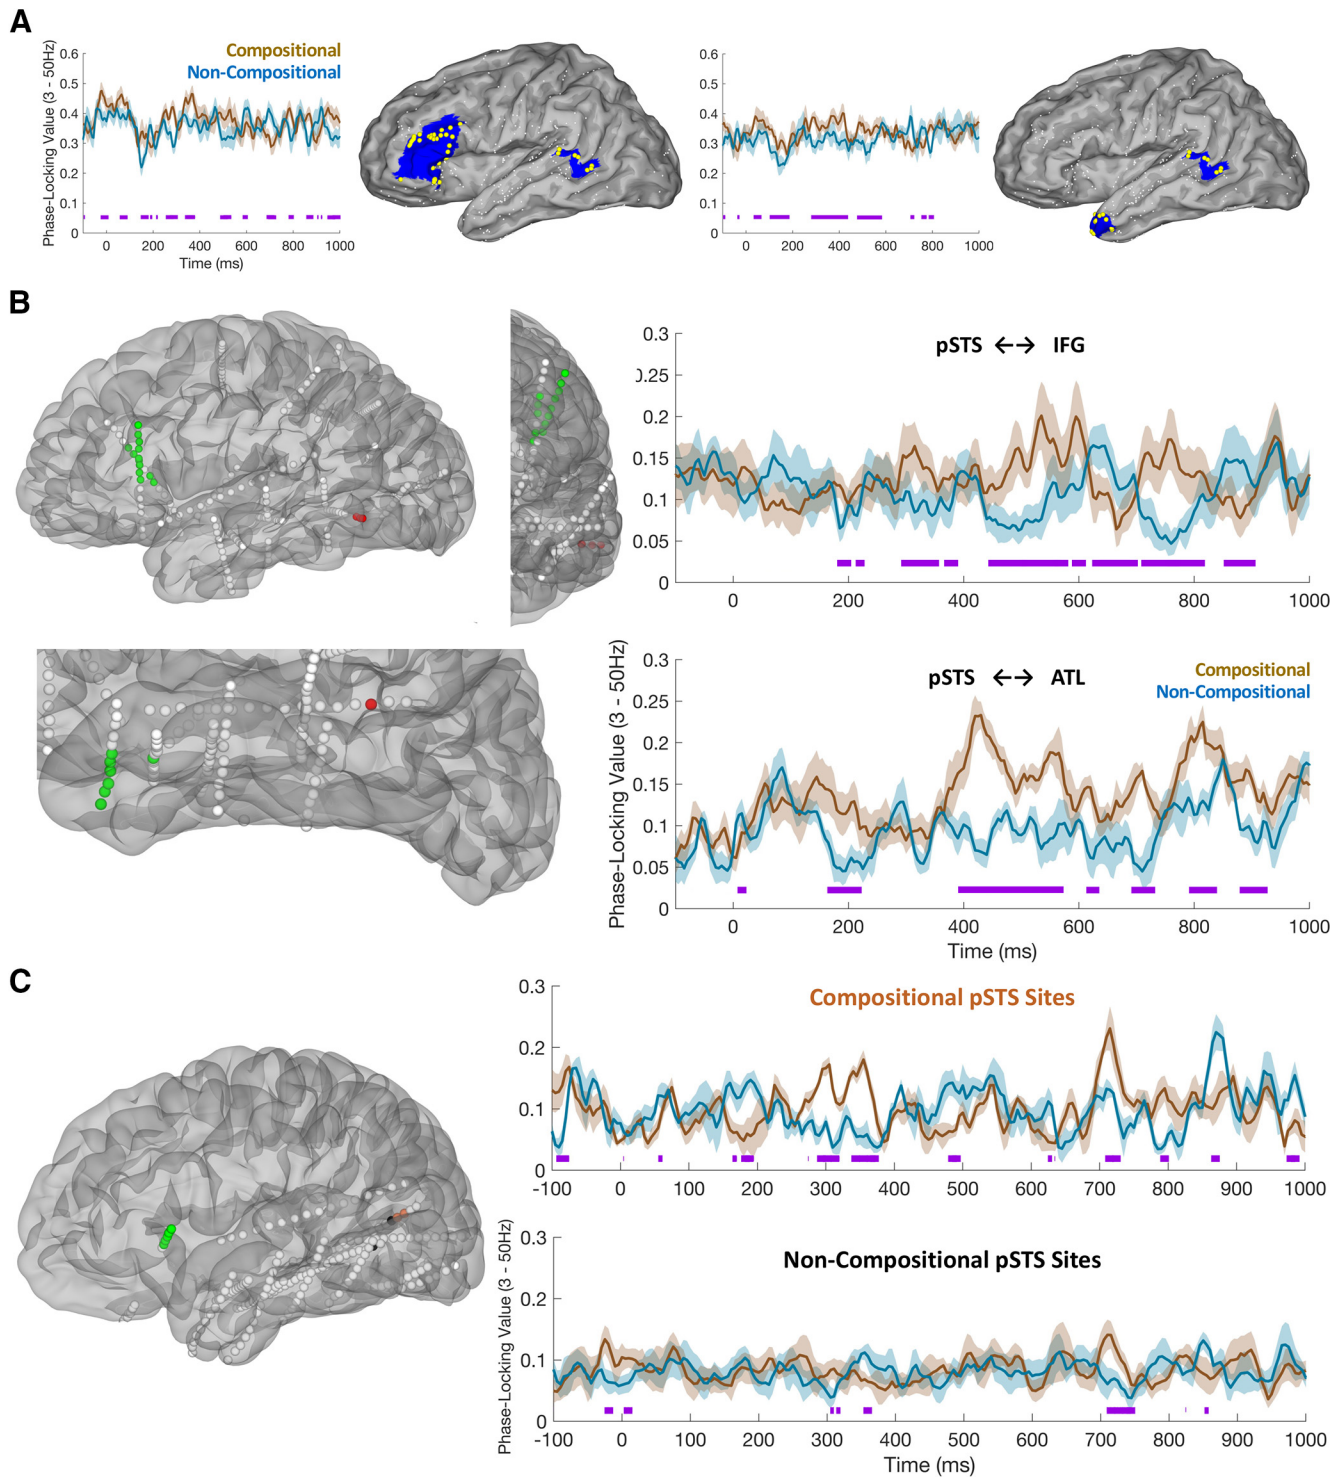 A
Phase-Locking Value (3 - 50Hz)
0.6
0.5
0.4
0.3
0.2
0.1
0
Compositional
Non-Compositional
0 200 400 600 800 1000
Time (ms)
0.6
0.5
0.4
0.3
0.2
0.1
0
0 200 400 600 800 1000
B
pSTS ←→ IFG
0.3
0.25
0.2
0.15
0.1
0.05
0
0 200 400 600 800 1000
pSTS ←→ ATL
Compositional
Non-Compositional
Phase-Locking Value (3 - 50Hz)
0.3
0.25
0.2
0.15
0.1
0.05
0
0 200 400 600 800 1000
Time (ms)
C
Compositional pSTS Sites
0.3
0.2
0.1
0
-100 0 100 200 300 400 500 600 700 800 900 1000
Non-Compositional pSTS Sites
Phase-Locking Value (3 - 50Hz)
0.3
0.2
0.1
0
-100 0 100 200 300 400 500 600 700 800 900 1000
Time (ms)